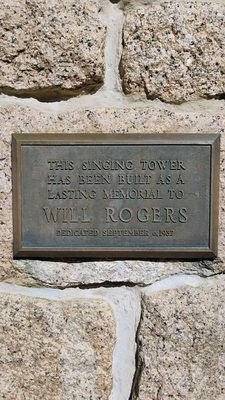 THIS SINGING TOWER
HAS BEEN BUILT AS A
LASTING MEMORIAL TO
WILL ROGERS
DEDICATED SEPTEMBER 6, 1937